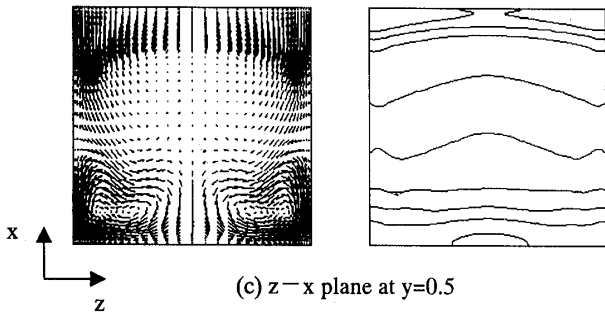 x
z
(c) z－x plane at y=0.5